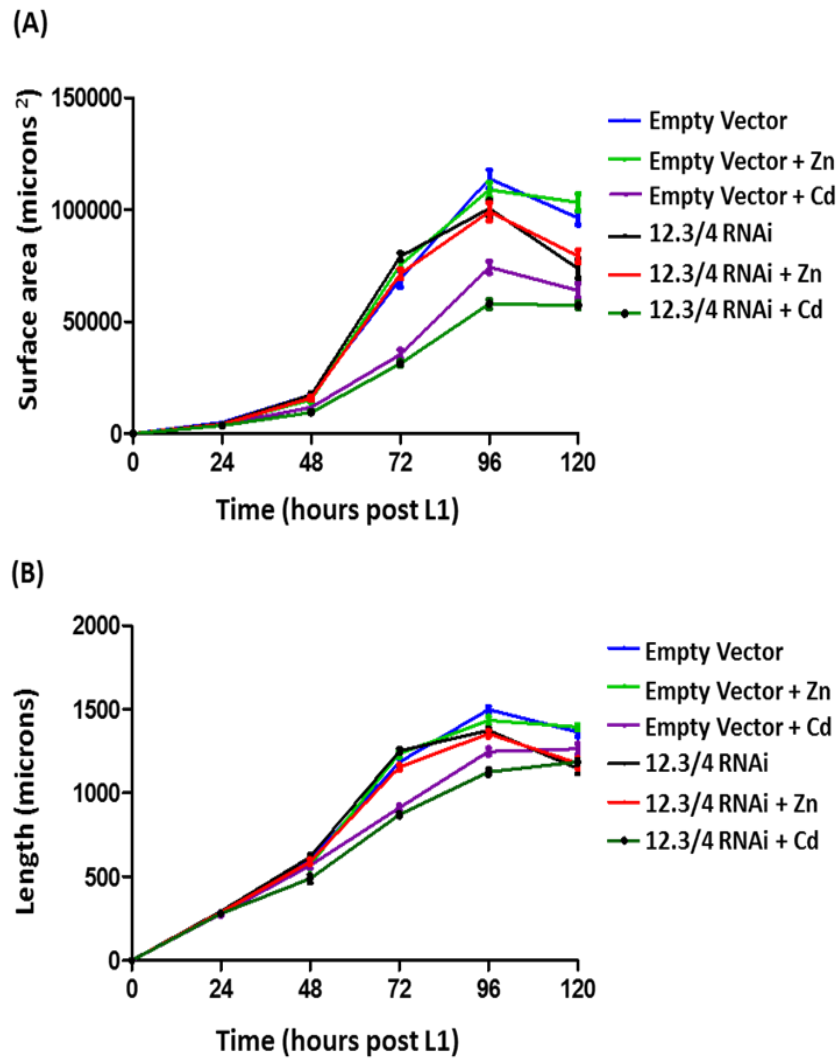 (A)
Surface area (microns ²)
150000
100000
50000
0
0 24 48 72 96 120
Time (hours post L1)
Empty Vector
Empty Vector + Zn
Empty Vector + Cd
12.3/4 RNAi
12.3/4 RNAi + Zn
12.3/4 RNAi + Cd
(B)
Length (microns)
2000
1500
1000
500
0
0 24 48 72 96 120
Time (hours post L1)
Empty Vector
Empty Vector + Zn
Empty Vector + Cd
12.3/4 RNAi
12.3/4 RNAi + Zn
12.3/4 RNAi + Cd